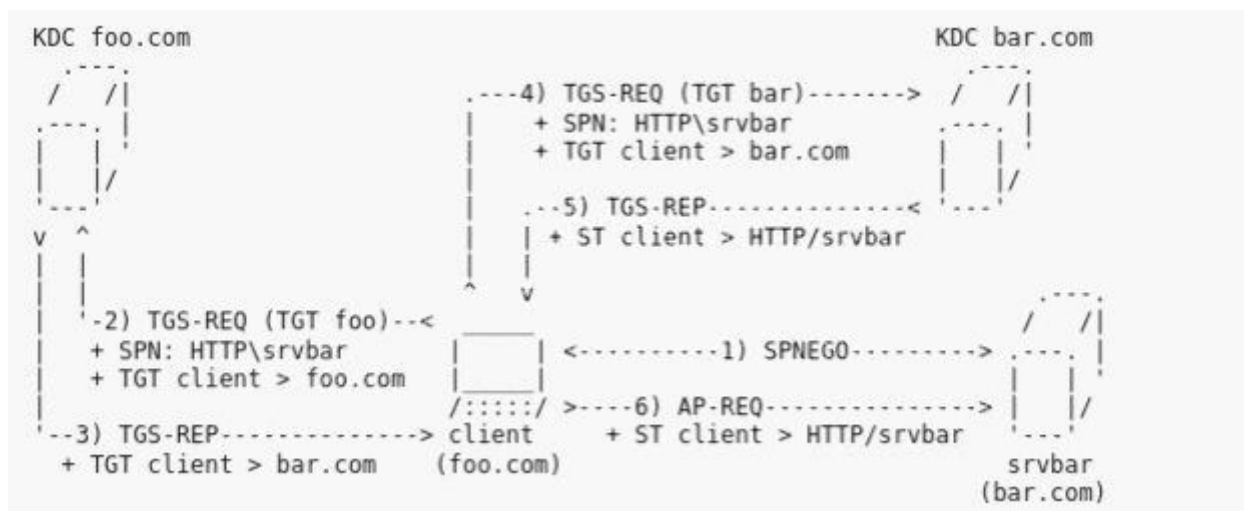 KDC foo.com KDC bar.com
4) TGS-REQ (TGT bar)
+ SPN: HTTP\srvbar
+ TGT client > bar.com
5) TGS-REP
+ ST client > HTTP/srvbar
2) TGS-REQ (TGT foo)
+ SPN: HTTP\srvbar
+ TGT client > foo.com
1) SPNEGO
6) AP-REQ
+ ST client > HTTP/srvbar
3) TGS-REP
+ TGT client > bar.com
client
(foo.com)
srvbar
(bar.com)